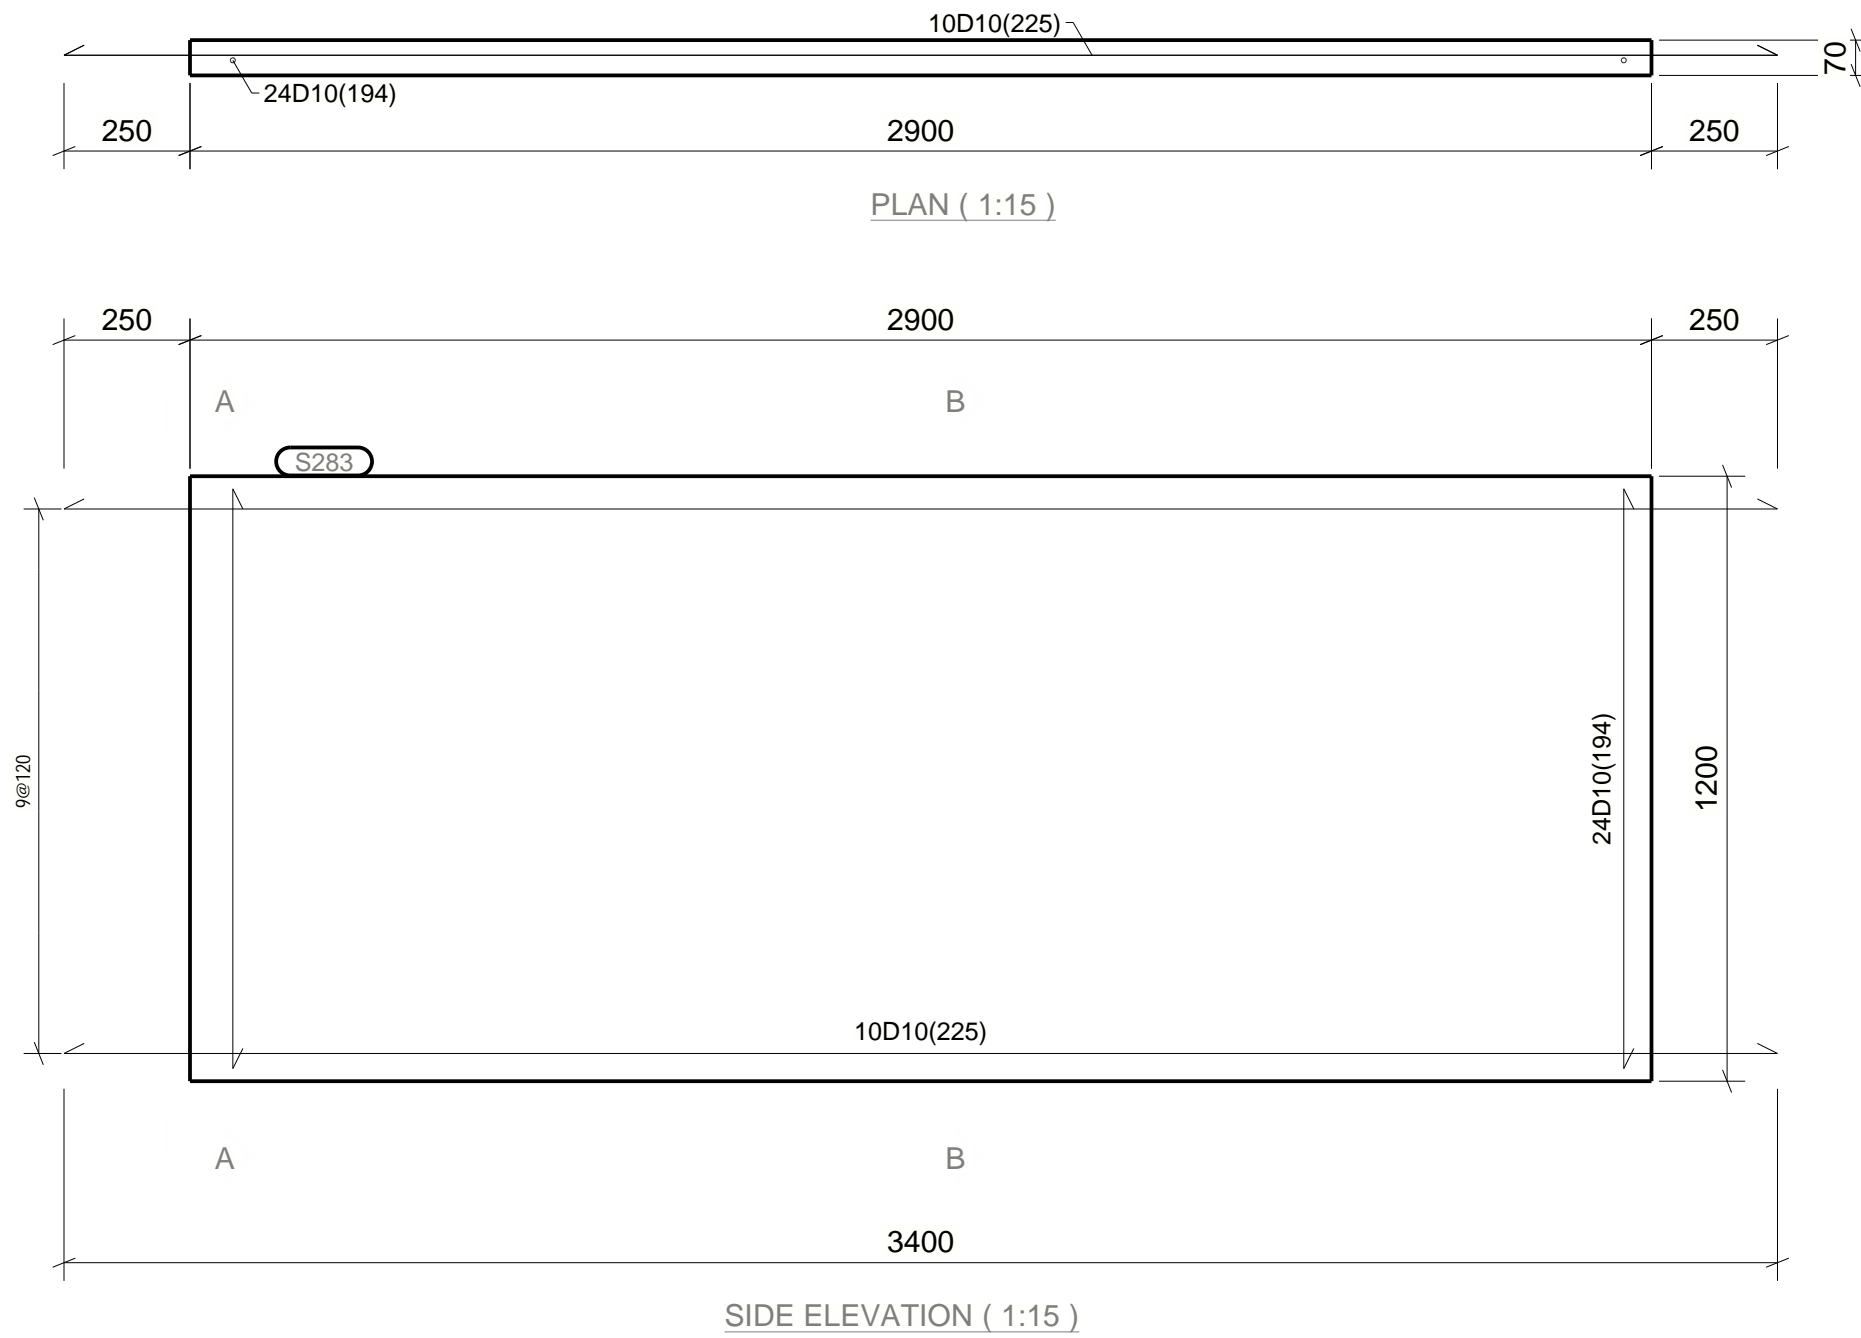 10D10(225)
70
24D10(194)
250
2900
250
PLAN ( 1:15 )
250
2900
250
A
B
S283
9@120
24D10(194)
1200
10D10(225)
A
B
3400
SIDE ELEVATION ( 1:15 )